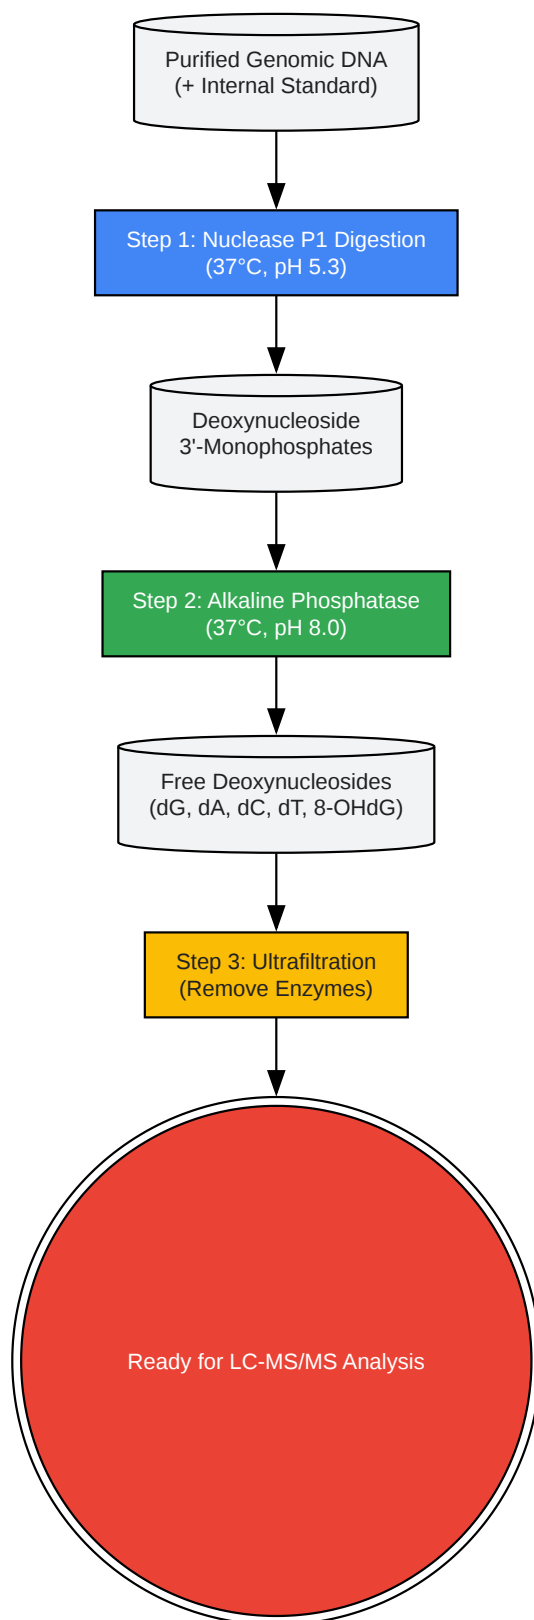 Purified Genomic DNA
(+ Internal Standard)
Step 1: Nuclease P1 Digestion
(37°C, pH 5.3)
Deoxynucleoside
3'-Monophosphates
Step 2: Alkaline Phosphatase
(37°C, pH 8.0)
Free Deoxynucleosides
(dG, dA, dC, dT, 8-OHdG)
Step 3: Ultrafiltration
(Remove Enzymes)
Ready for LC-MS/MS Analysis